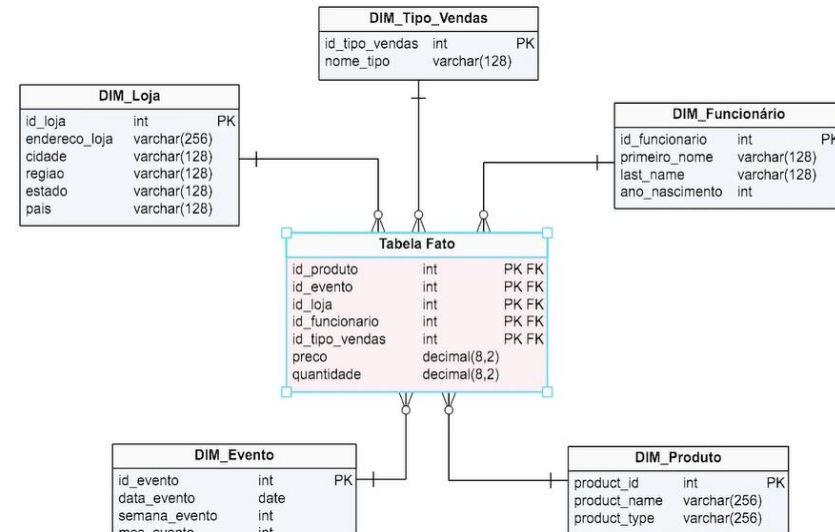 DIM_Tipo_Vendas
id_tipo_vendas int PK
nome_tipo varchar(128)
DIM_Loja
id_loja int PK
endereco_loja varchar(256)
cidade varchar(128)
regiao varchar(128)
estado varchar(128)
pais varchar(128)
DIM_Funcionário
id_funcionario int PK
primeiro_nome varchar(128)
last_name varchar(128)
ano_nascimento int
Tabela Fato
id_produto int PK FK
id_evento int PK FK
id_loja int PK FK
id_funcionario int PK FK
id_tipo_vendas int PK FK
preco decimal(8,2)
quantidade decimal(8,2)
DIM_Evento
id_evento int PK
data_evento date
semana_evento int
mes_evento int
DIM_Produto
product_id int PK
product_name varchar(256)
product_type varchar(256)